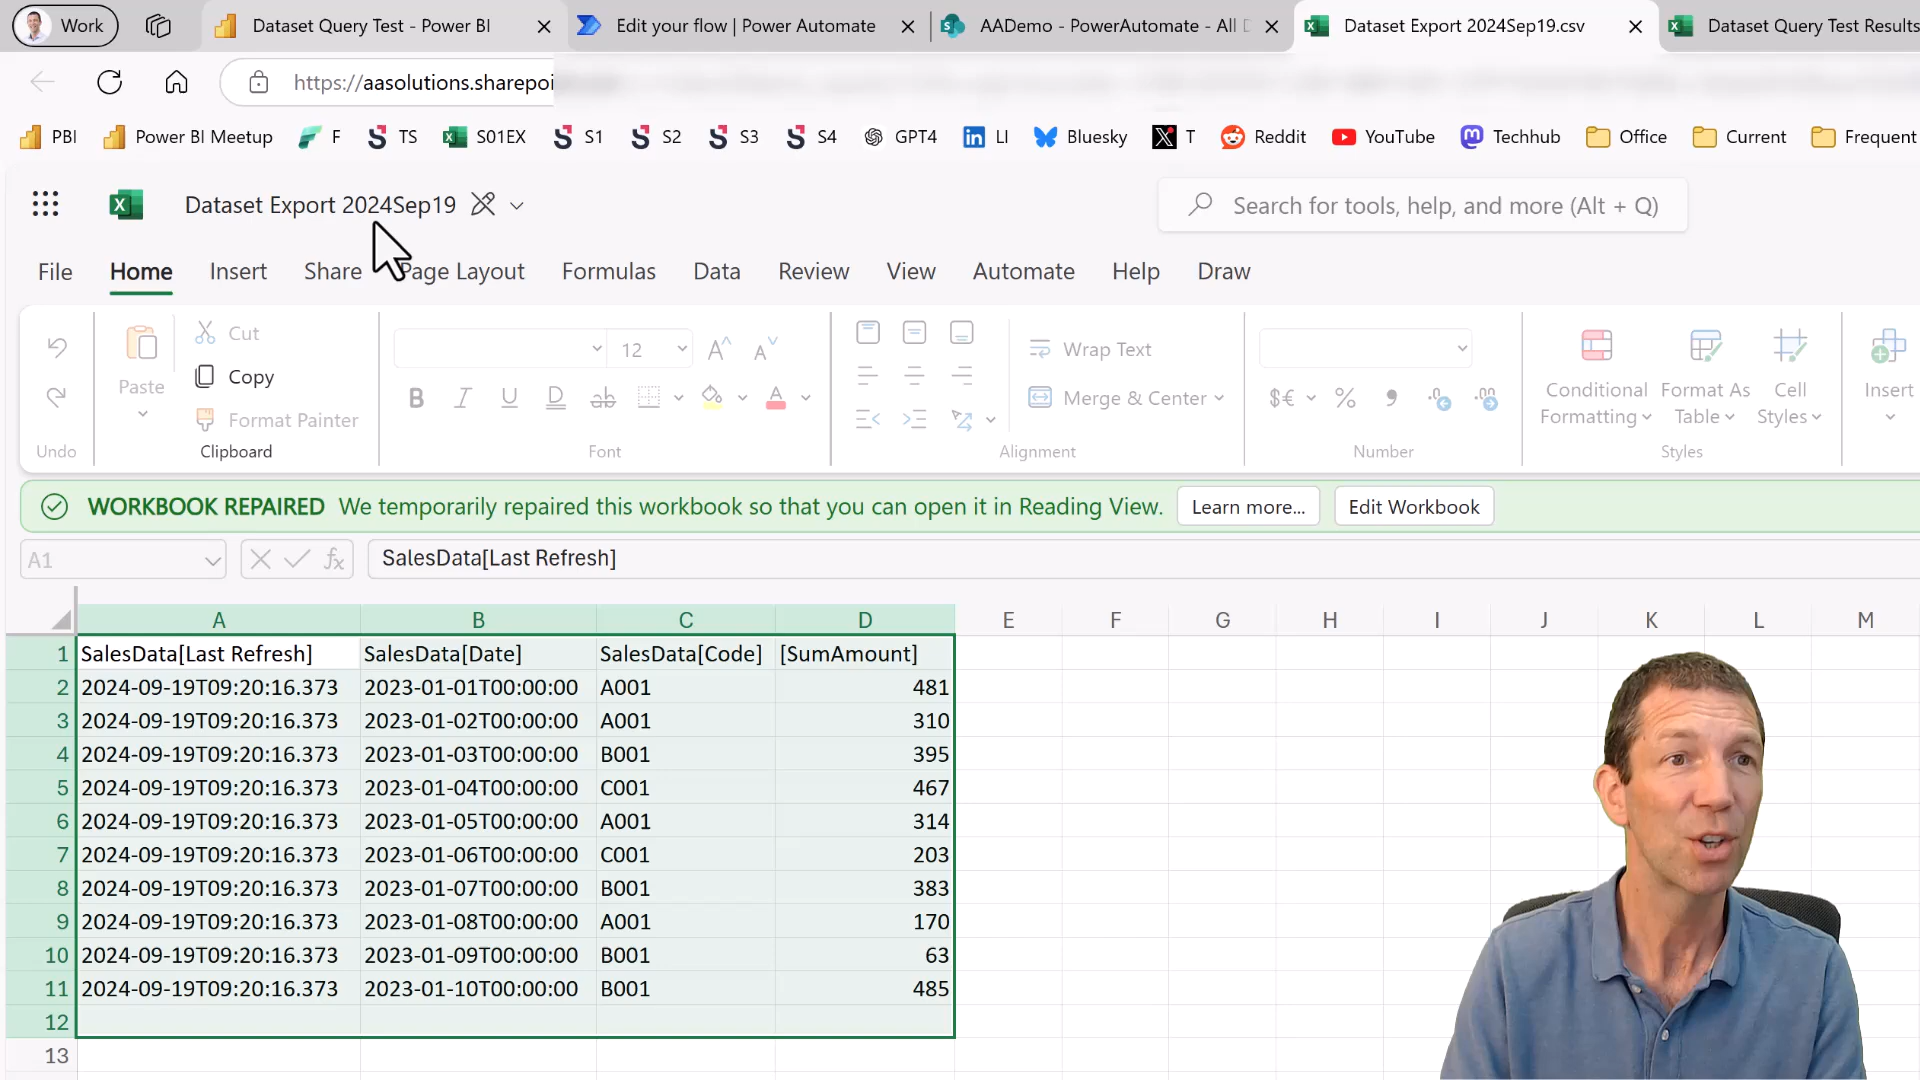 Work
Dataset Query Test - Power BI
Edit your flow | Power Automate
AADemo - PowerAutomate - All D
Dataset Export 2024Sep19.csv
Dataset Query Test Results
https://aasolutions.sharepoi
PBI
Power BI Meetup
F
TS
S01EX
S1
S2
S3
S4
GPT4
LI
Bluesky
T
Reddit
YouTube
Techhub
Office
Current
Frequent
Dataset Export 2024Sep19
Search for tools, help, and more (Alt + Q)
File Home Insert Share Page Layout Formulas Data Review View Automate Help Draw
Cut
Copy
Format Painter
Paste
12
Wrap Text
Merge & Center
Conditional Formatting
Format As Table
Cell Styles
Insert
Undo
Clipboard
Font
Alignment
Number
Styles
WORKBOOK REPAIRED We temporarily repaired this workbook so that you can open it in Reading View. Learn more... Edit Workbook
A1 fx SalesData[Last Refresh]
A B C D E F G H I J K L M
1 SalesData[Last Refresh] SalesData[Date] SalesData[Code] [SumAmount]
2 2024-09-19T09:20:16.373 2023-01-01T00:00:00 A001 481
3 2024-09-19T09:20:16.373 2023-01-02T00:00:00 A001 310
4 2024-09-19T09:20:16.373 2023-01-03T00:00:00 B001 395
5 2024-09-19T09:20:16.373 2023-01-04T00:00:00 C001 467
6 2024-09-19T09:20:16.373 2023-01-05T00:00:00 A001 314
7 2024-09-19T09:20:16.373 2023-01-06T00:00:00 C001 203
8 2024-09-19T09:20:16.373 2023-01-07T00:00:00 B001 383
9 2024-09-19T09:20:16.373 2023-01-08T00:00:00 A001 170
10 2024-09-19T09:20:16.373 2023-01-09T00:00:00 B001 63
11 2024-09-19T09:20:16.373 2023-01-10T00:00:00 B001 485
12
13